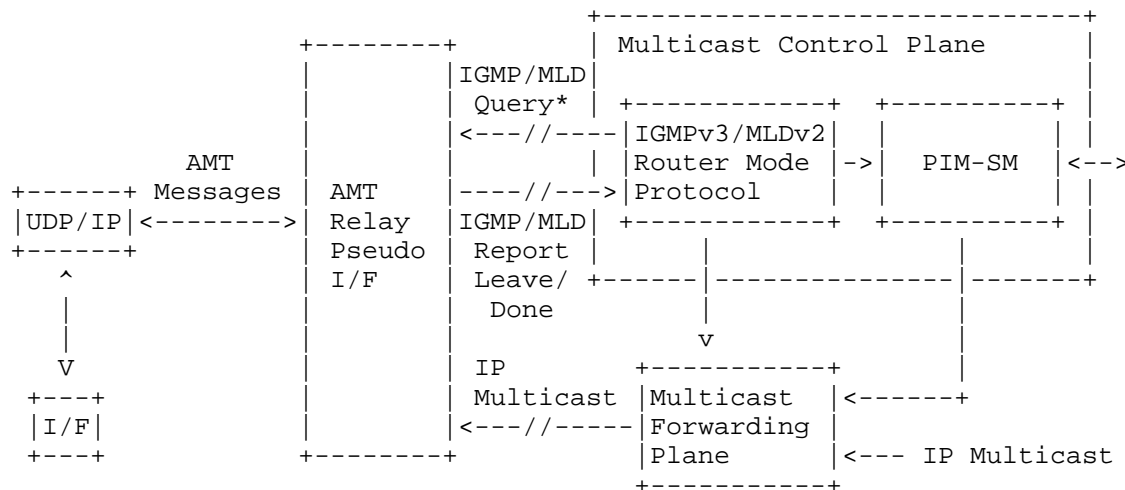 Multicast Control Plane
IGMP/MLD
Query*
IGMPv3/MLDv2
AMT
Router Mode
PIM-SM
Messages
AMT
Protocol
UDP/IP
Relay
IGMP/MLD
Pseudo
Report
I/F
Leave/
Done
IP
Multicast
Multicast
I/F
Forwarding
Plane
IP Multicast